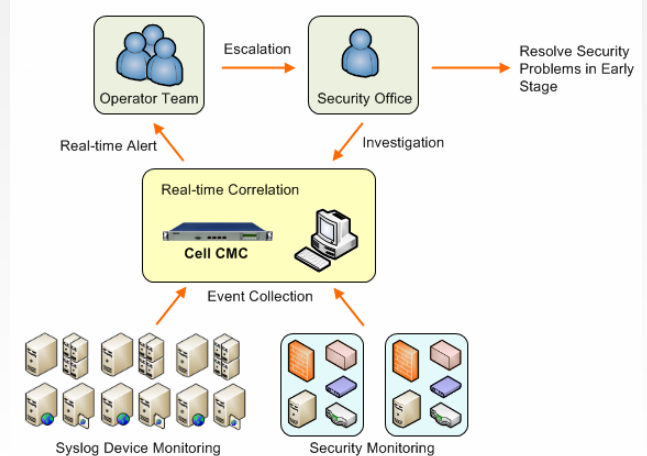 Escalation
Operator Team
Security Office
Resolve Security
Problems in Early
Stage
Real-time Alert
Investigation
Real-time Correlation
Cell CMC
Event Collection
Syslog Device Monitoring
Security Monitoring